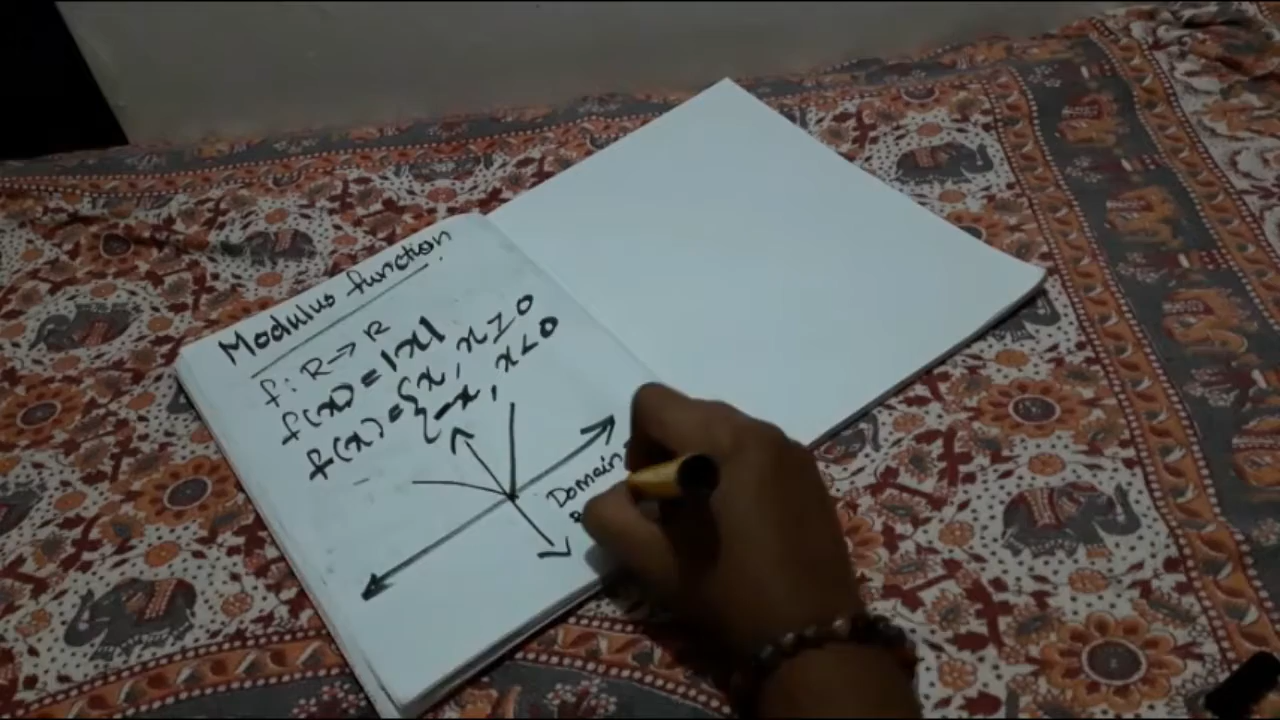 Modulus function
f: R→R
f(x) = |x|
f(x) = { x, x ≥ 0
{ -x, x < 0
Domain